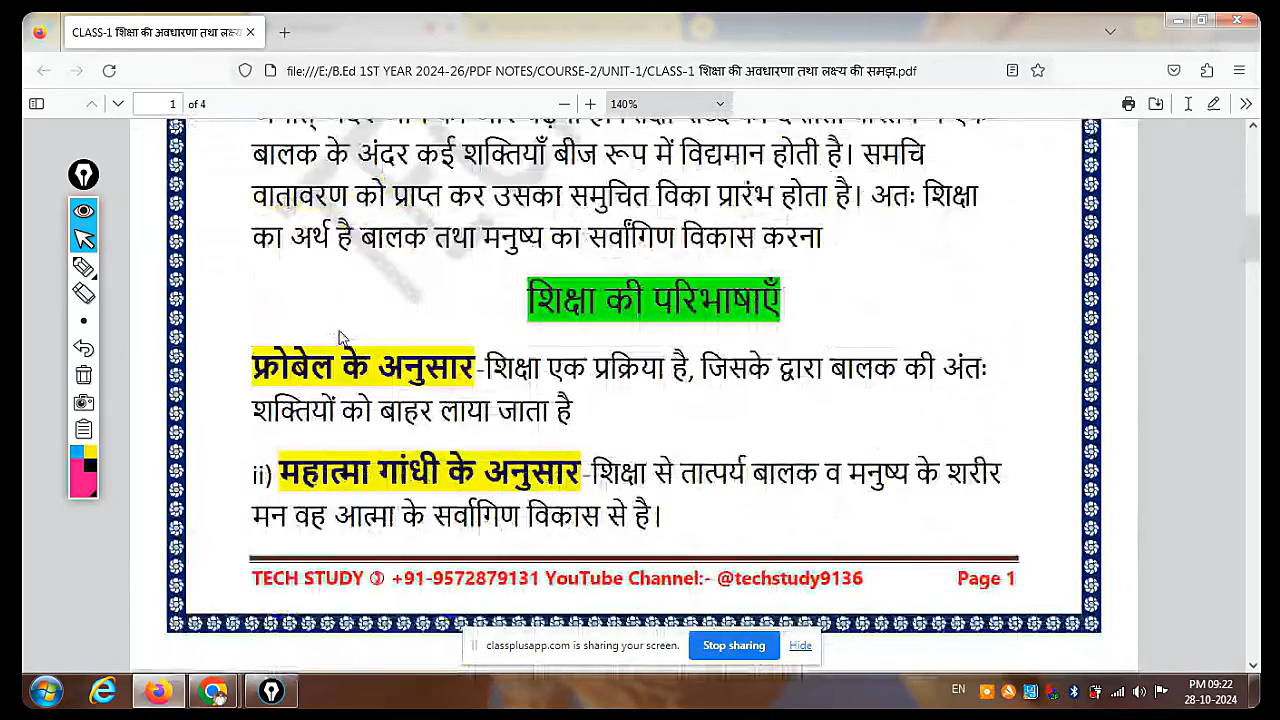 CLASS-1 शिक्षा की अवधारणा तथा लक्ष्य
file:///E:/B.Ed 1ST YEAR 2024-26/PDF NOTES/COURSE-2/UNIT-1/CLASS-1 शिक्षा की अवधारणा तथा लक्ष्य की समझ.pdf
1 of 4
140%
बालक के अंदर कई शक्तियाँ बीज रूप में विद्यमान होती है। समचि
वातावरण को प्राप्त कर उसका समुचित विका प्रारंभ होता है। अतः शिक्षा
का अर्थ है बालक तथा मनुष्य का सर्वांगिण विकास करना
शिक्षा की परिभाषाएँ
फ्रोबेल के अनुसार-शिक्षा एक प्रक्रिया है, जिसके द्वारा बालक की अंतः
शक्तियों को बाहर लाया जाता है
ii) महात्मा गांधी के अनुसार-शिक्षा से तात्पर्य बालक व मनुष्य के शरीर
मन वह आत्मा के सर्वागिण विकास से है।
TECH STUDY ✆ +91-9572879131 YouTube Channel:- @techstudy9136 Page 1
classplusapp.com is sharing your screen. Stop sharing Hide
EN
PM 09:22
28-10-2024